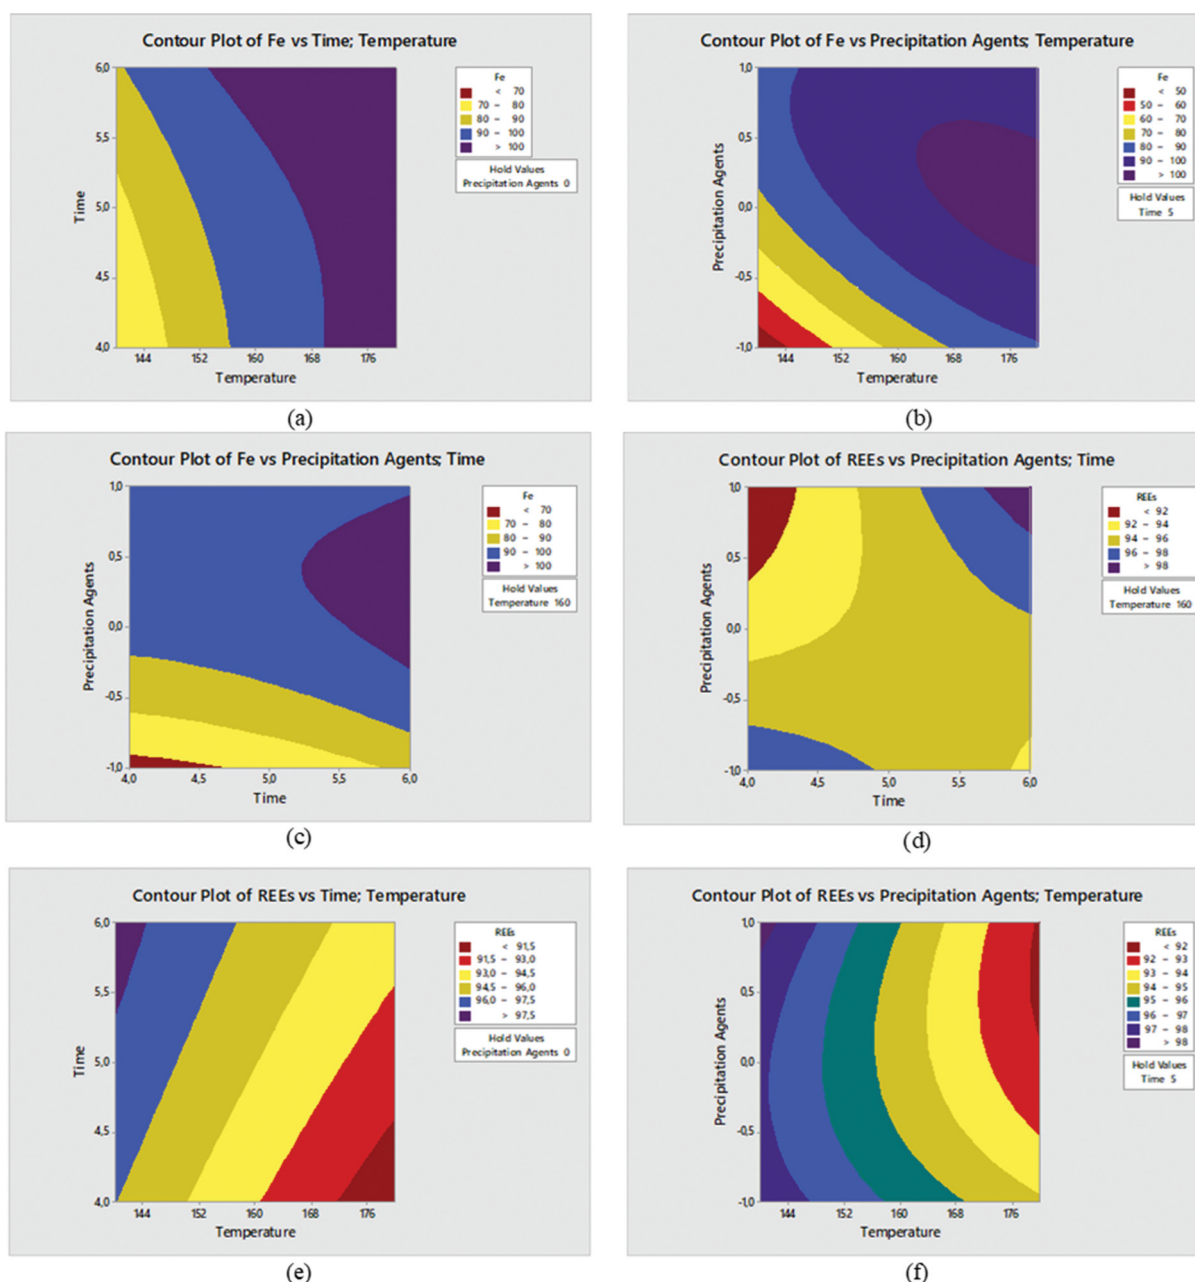 Contour Plot of Fe vs Time; Temperature
6,0
5,5
5,0
4,5
4,0
Time
144 152 160 168 176
Temperature
Fe
< 70
70 – 80
80 – 90
90 – 100
> 100
Hold Values
Precipitation Agents 0
(a)
Contour Plot of Fe vs Precipitation Agents; Temperature
1,0
0,5
0,0
-0,5
-1,0
Precipitation Agents
144 152 160 168 176
Temperature
Fe
< 50
50 – 60
60 – 70
70 – 80
80 – 90
90 – 100
> 100
Hold Values
Time 5
(b)
Contour Plot of Fe vs Precipitation Agents; Time
1,0
0,5
0,0
-0,5
-1,0
Precipitation Agents
4,0 4,5 5,0 5,5 6,0
Time
Fe
< 70
70 – 80
80 – 90
90 – 100
> 100
Hold Values
Temperature 160
(c)
Contour Plot of REEs vs Precipitation Agents; Time
1,0
0,5
0,0
-0,5
-1,0
Precipitation Agents
4,0 4,5 5,0 5,5 6,0
Time
REEs
< 92
92 – 94
94 – 96
96 – 98
> 98
Hold Values
Temperature 160
(d)
Contour Plot of REEs vs Time; Temperature
6,0
5,5
5,0
4,5
4,0
Time
144 152 160 168 176
Temperature
REEs
< 91,5
91,5 – 93,0
93,0 – 94,5
94,5 – 96,0
96,0 – 97,5
> 97,5
Hold Values
Precipitation Agents 0
(e)
Contour Plot of REEs vs Precipitation Agents; Temperature
1,0
0,5
0,0
-0,5
-1,0
Precipitation Agents
144 152 160 168 176
Temperature
REEs
< 92
92 – 93
93 – 94
94 – 95
95 – 96
96 – 97
97 – 98
> 98
Hold Values
Time 5
(f)